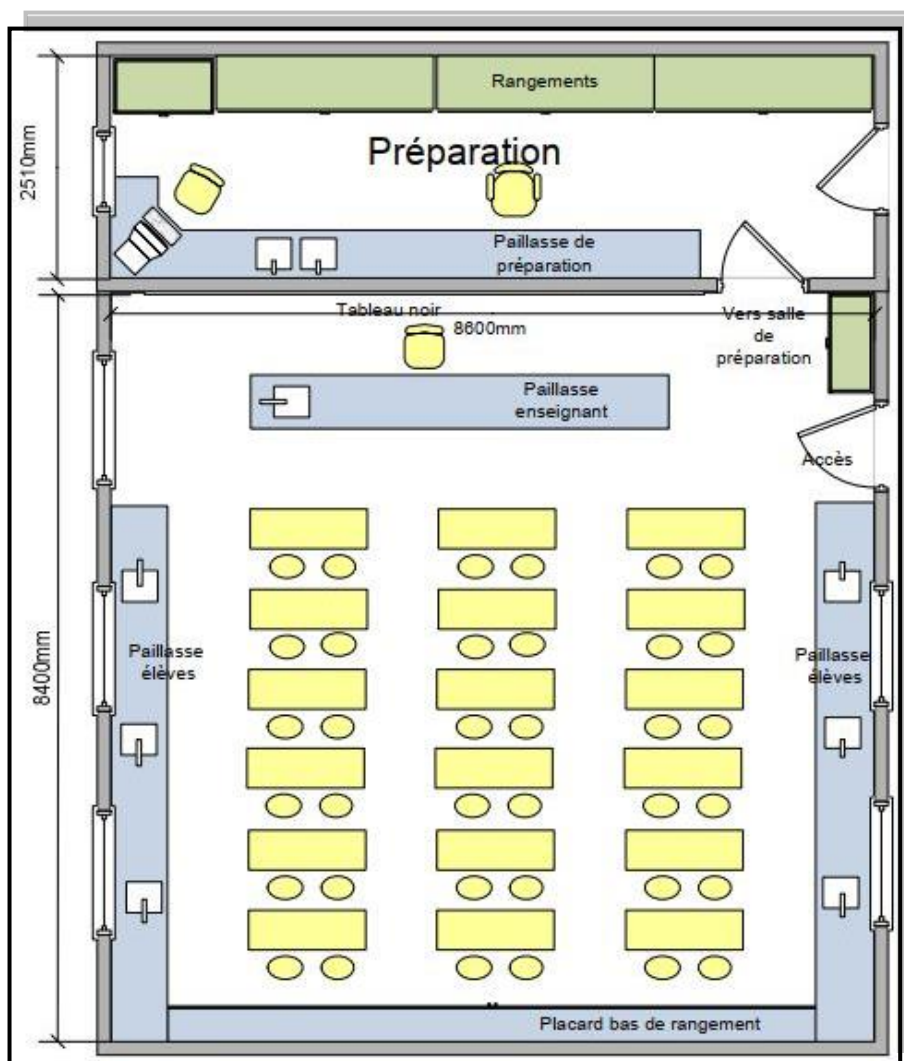 Rangements
Préparation
2510mm
Paillasse de
préparation
Tableau noir
8600mm
Vers salle
de
préparation
Paillasse
enseignant
Accès
8400mm
Paillasse
élèves
Paillasse
élèves
Placard bas de rangement